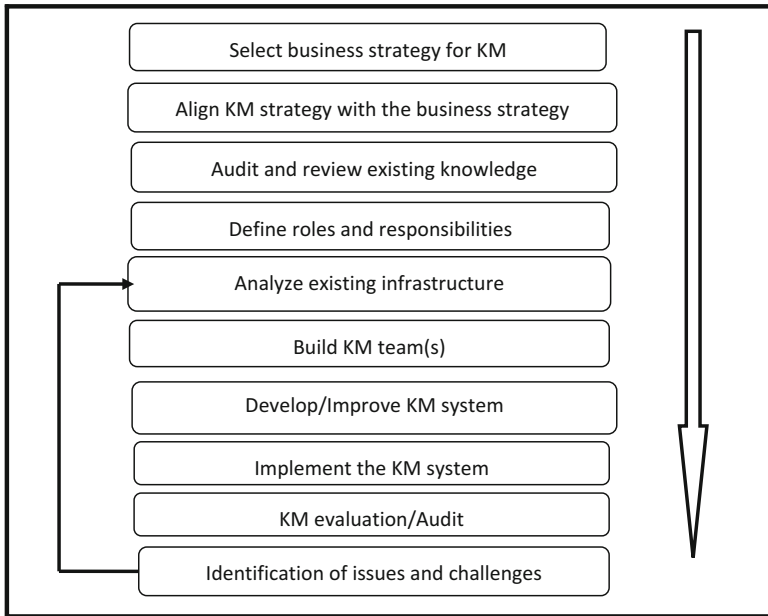 Select business strategy for KM
Align KM strategy with the business strategy
Audit and review existing knowledge
Define roles and responsibilities
Analyze existing infrastructure
Build KM team(s)
Develop/Improve KM system
Implement the KM system
KM evaluation/Audit
Identification of issues and challenges